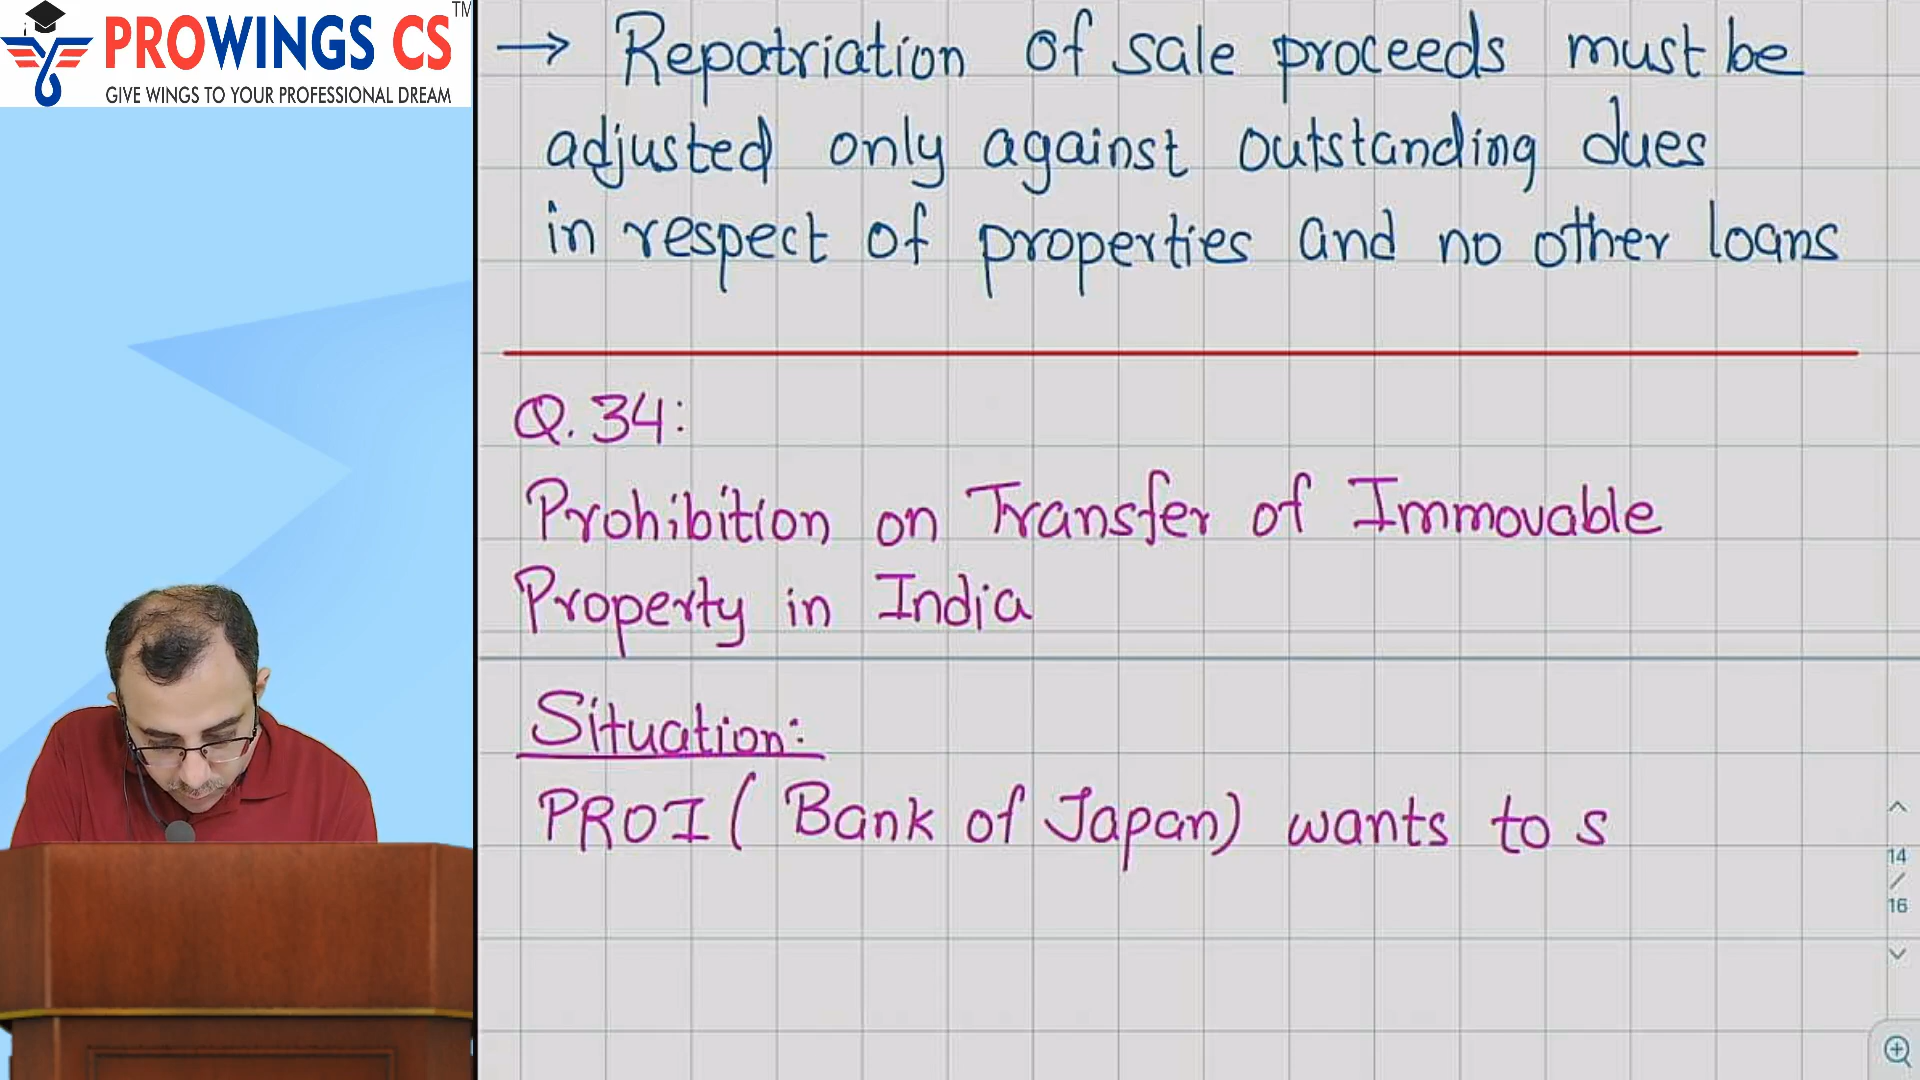 PROWINGS CS TM
GIVE WINGS TO YOUR PROFESSIONAL DREAM
→ Repatriation of sale proceeds must be
adjusted only against outstanding dues
in respect of properties and no other loans
Q. 34:
Prohibition on Transfer of Immovable
Property in India
Situation:
PROI ( Bank of Japan) wants to s
14
/
16